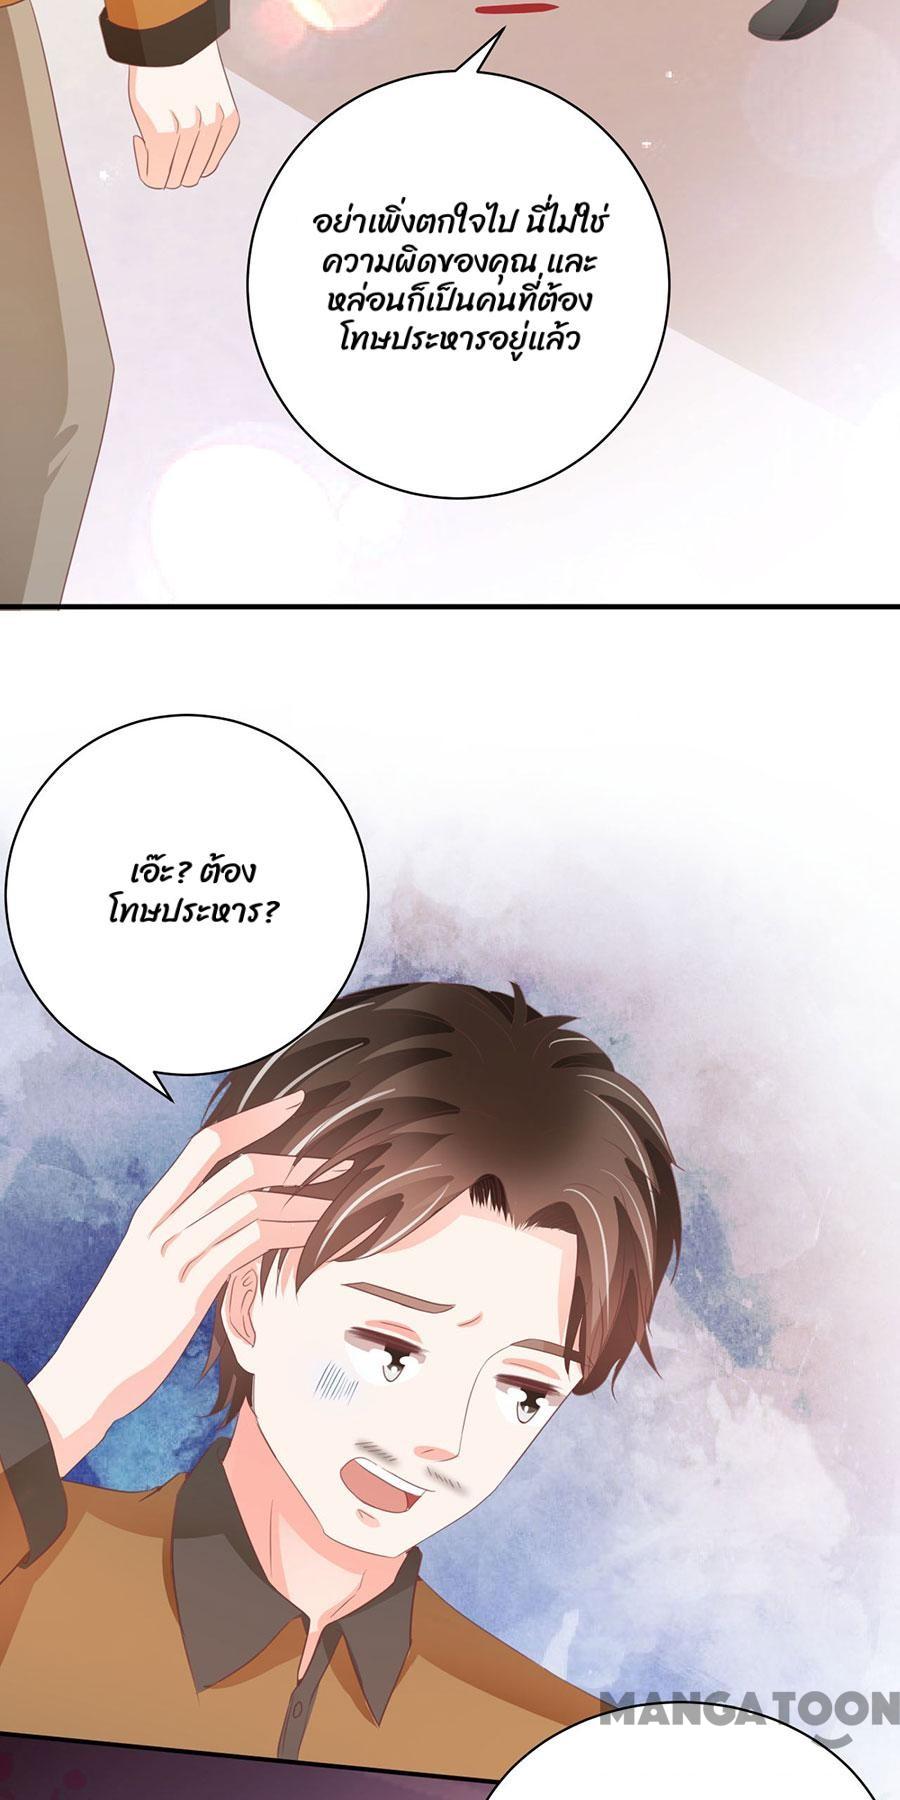 อย่าเพิ่งตกใจไป นี่ไม่ใช่
ความผิดของคุณ และ
หล่อนก็เป็นคนที่ต้อง
โทษประหารอยู่แล้ว
เอ๊ะ? ต้อง
โทษประหาร?
MANGATOON